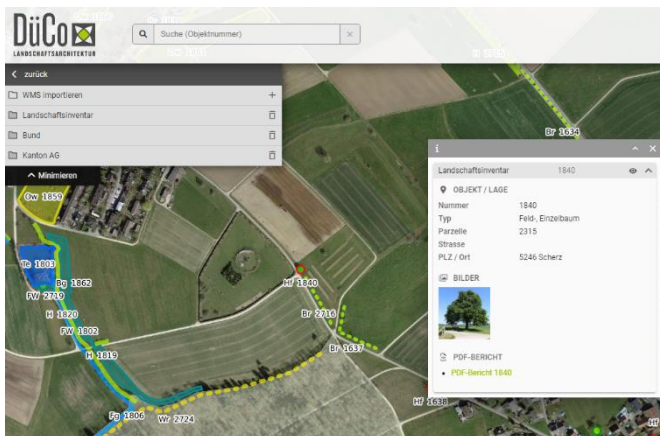 DüCo
LANDSCHAFTSARCHITEKTUR
Suche (Objektnummer)
zurück
WMS importieren
Landschaftsinventar
Bund
Kanton AG
Minimieren
Ow 1859
Te 1803
Bg 1862
FW 2719
H 1820
FW 1802
H 1819
Fg 1806
Wr 2724
Hf 1840
Br 2716
Br 1637
Br 1634
Hf 1638
Hf
Landschaftsinventar 1840
OBJEKT / LAGE
Nummer 1840
Typ Feld-, Einzelbaum
Parzelle 2315
Strasse
PLZ / Ort 5246 Scherz
BILDER
PDF-BERICHT
PDF-Bericht 1840